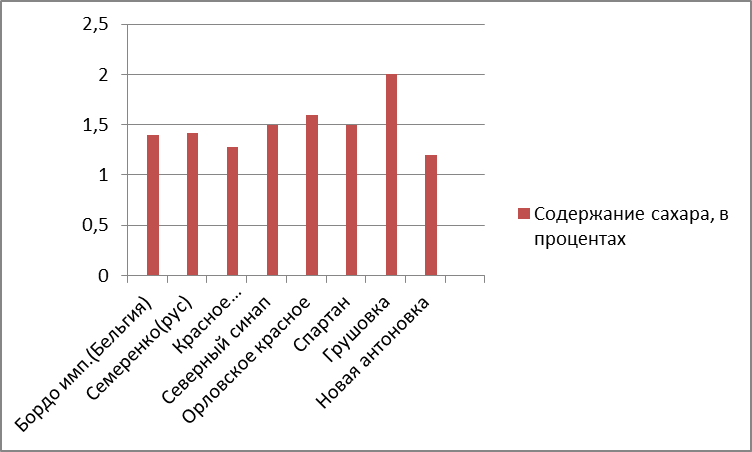 2,5
2
1,5
1
0,5
0
Бордо имп.(Бельгия)
Семеренко(рус)
Красное...
Северный синап
Орловское красное
Спартан
Грушовка
Новая антоновка
Содержание сахара, в
процентах